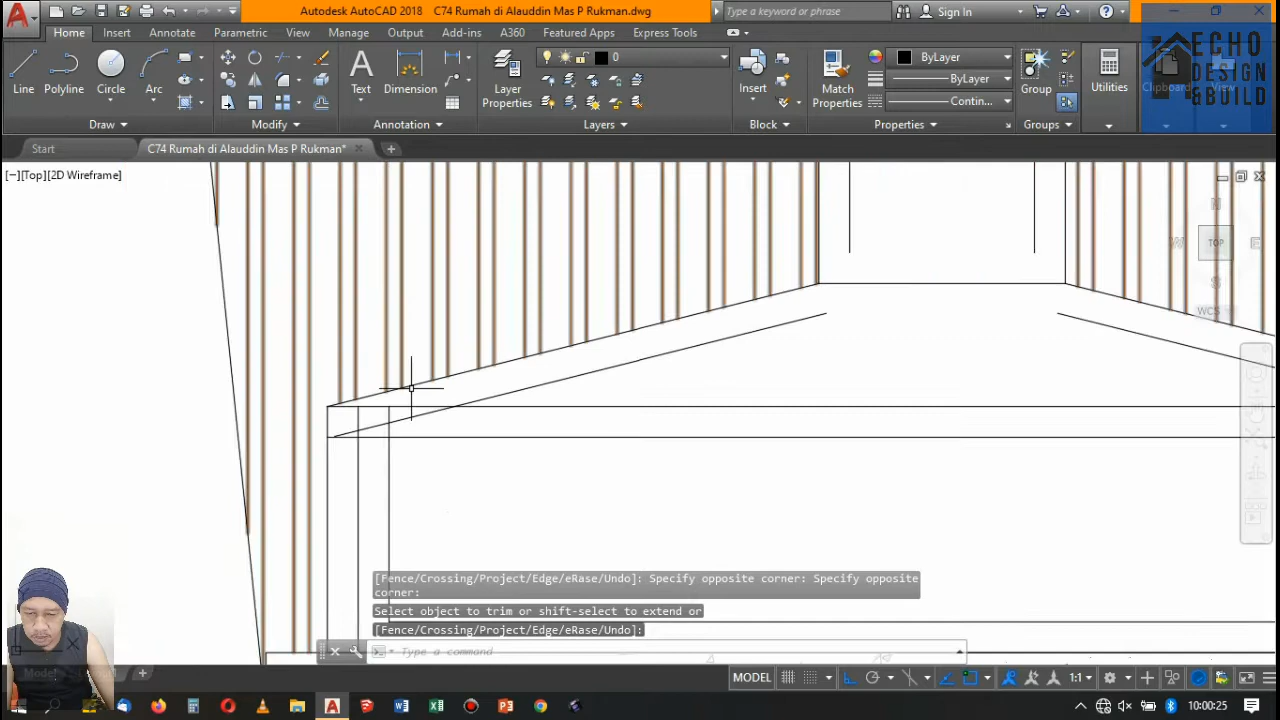 Autodesk AutoCAD 2018 C74 Rumah di Alauddin Mas P Rukman.dwg
Type a keyword or phrase
Sign In
Home Insert Annotate Parametric View Manage Output Add-ins A360 Featured Apps Express Tools
ECHO
DESIGN
&BUILD
0
ByLayer
ByLayer
Contin...
Line Polyline Circle Arc
Text Dimension
Layer
Properties
Insert
Match
Properties
Group
Utilities
Clipboard
View
Draw
Modify
Annotation
Layers
Block
Properties
Groups
Start
C74 Rumah di Alauddin Mas P Rukman*
[−][Top][2D Wireframe]
N
W TOP E
S
WCS
[Fence/Crossing/Project/Edge/eRase/Undo]: Specify opposite corner: Specify opposite
corner:
Select object to trim or shift-select to extend or
[Fence/Crossing/Project/Edge/eRase/Undo]:
Type a command
Model
MODEL
1:1
10:00:25